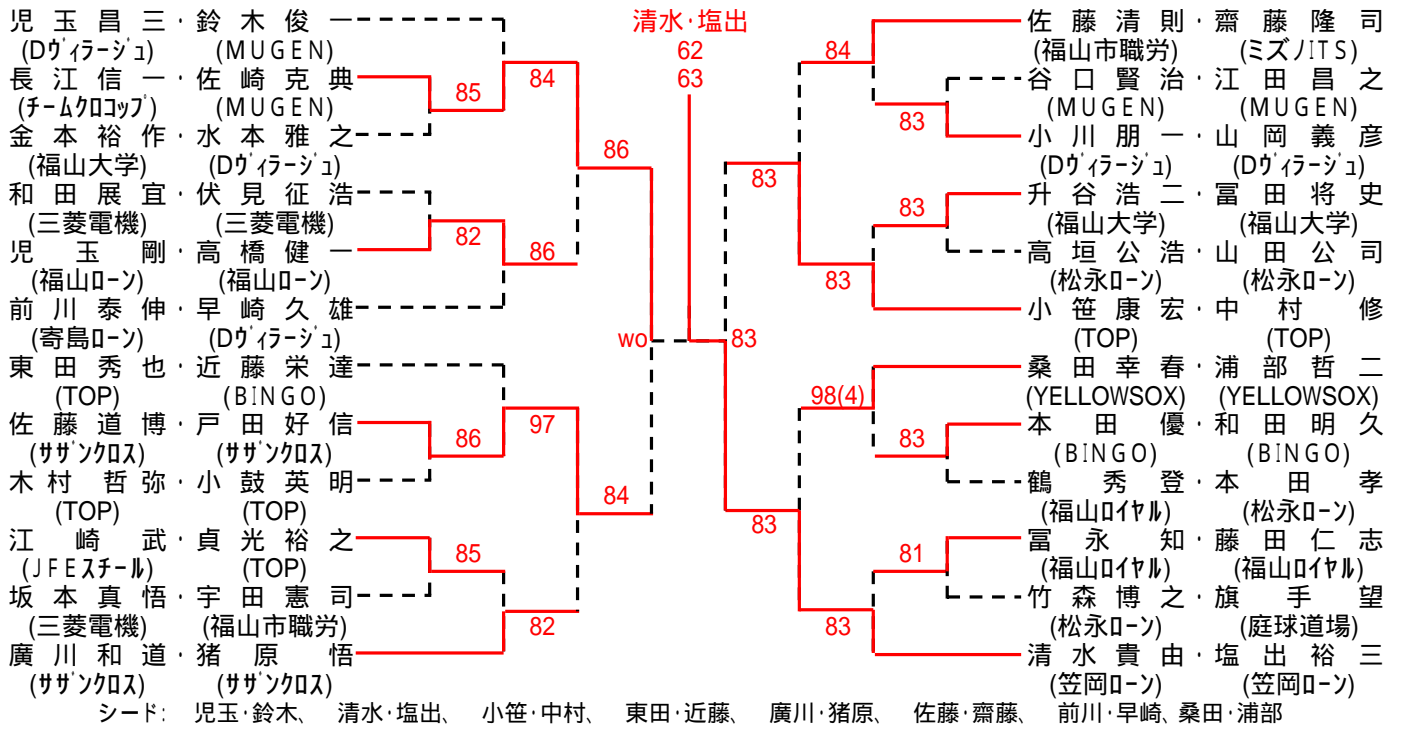 児玉昌三・鈴木俊一
(Dヴィラージュ) (MUGEN)
長江信一・佐崎克典
(チームクロコップ) (MUGEN)
金本裕作・水本雅之
(福山大学) (Dヴィラージュ)
和田展宜・伏見征浩
(三菱電機) (三菱電機)
児玉剛・高橋健一
(福山ローン) (福山ローン)
前川泰伸・早崎久雄
(寄島ローン) (Dヴィラージュ)
東田秀也・近藤栄達
(TOP) (BINGO)
佐藤道博・戸田好信
(サザンクロス) (サザンクロス)
木村哲弥・小鼓英明
(TOP) (TOP)
江崎武・貞光裕之
(JFEスチール) (TOP)
坂本真悟・宇田憲司
(三菱電機) (福山市職労)
廣川和道・猪原悟
(サザンクロス) (サザンクロス)
85
82
86
85
84
86
97
82
86
84
wo
清水・塩出
62
63
83
83
83
84
83
98(4)
83
83
83
83
81
佐藤清則・齋藤隆司
(福山市職労) (ミズノITS)
谷口賢治・江田昌之
(MUGEN) (MUGEN)
小川朋一・山岡義彦
(Dヴィラージュ) (Dヴィラージュ)
升谷浩二・冨田将史
(福山大学) (福山大学)
高垣公浩・山田公司
(松永ローン) (松永ローン)
小笹康宏・中村修
(TOP) (TOP)
桑田幸春・浦部哲二
(YELLOWSOX) (YELLOWSOX)
本田優・和田明久
(BINGO) (BINGO)
鶴秀登・本田孝
(福山ロイヤル) (松永ローン)
冨永知・藤田仁志
(福山ロイヤル) (福山ロイヤル)
竹森博之・旗手望
(松永ローン) (庭球道場)
清水貴由・塩出裕三
(笠岡ローン) (笠岡ローン)
シード: 児玉・鈴木、 清水・塩出、 小笹・中村、 東田・近藤、 廣川・猪原、 佐藤・齋藤、 前川・早崎、桑田・浦部